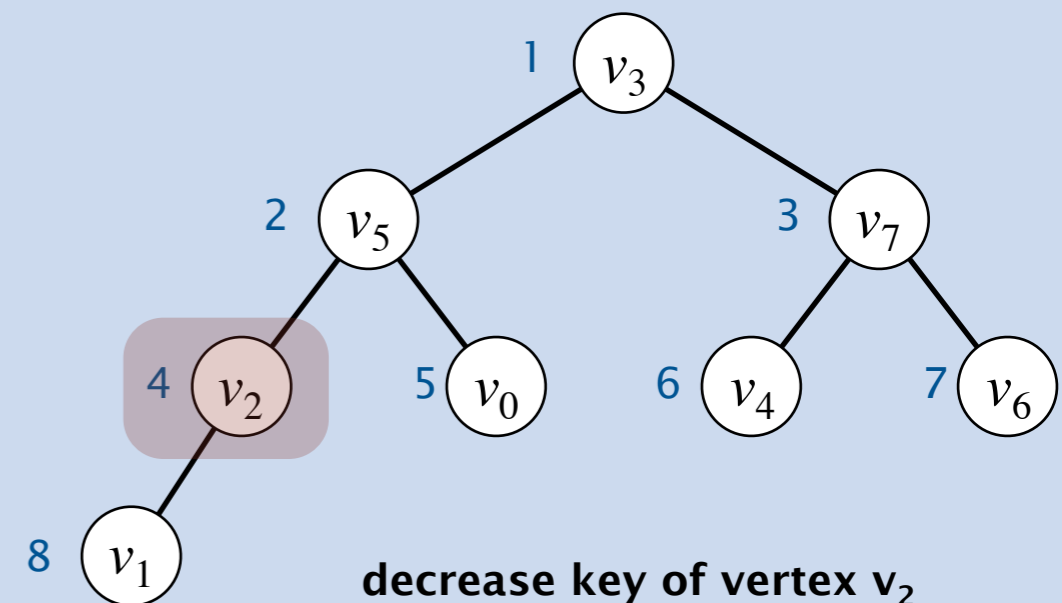 1 v₃
2 v₅ 3 v₇
4 v₂ 5 v₀ 6 v₄ 7 v₆
8 v₁
decrease key of vertex v₂